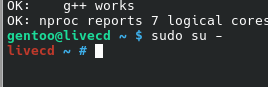 OK:    g++ works
OK: nproc reports 7 logical cores
gentoo@livecd ~ $ sudo su -
livecd ~ #